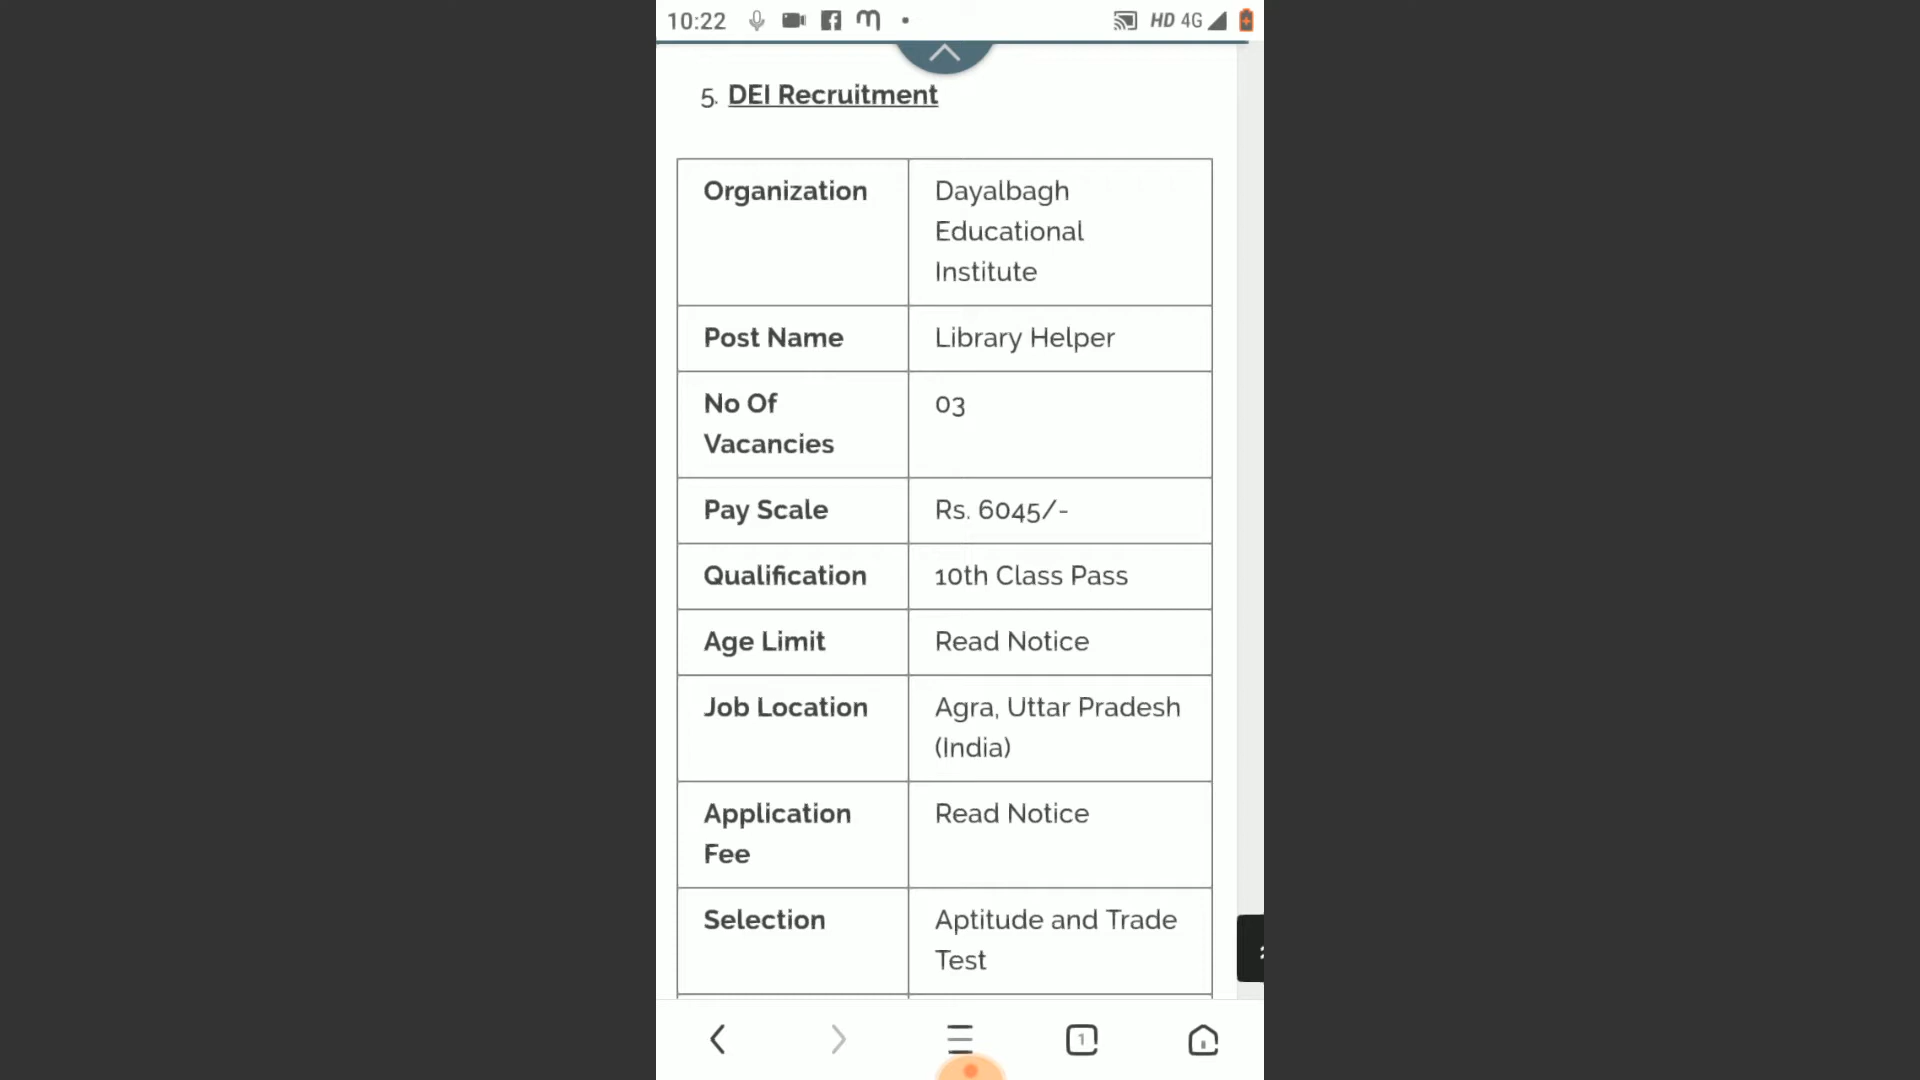 10:22 HD 4G
5. DEI Recruitment
Organization
Dayalbagh
Educational
Institute
Post Name
Library Helper
No Of
Vacancies
03
Pay Scale
Rs. 6045/-
Qualification
10th Class Pass
Age Limit
Read Notice
Job Location
Agra, Uttar Pradesh
(India)
Application
Fee
Read Notice
Selection
Aptitude and Trade
Test
1